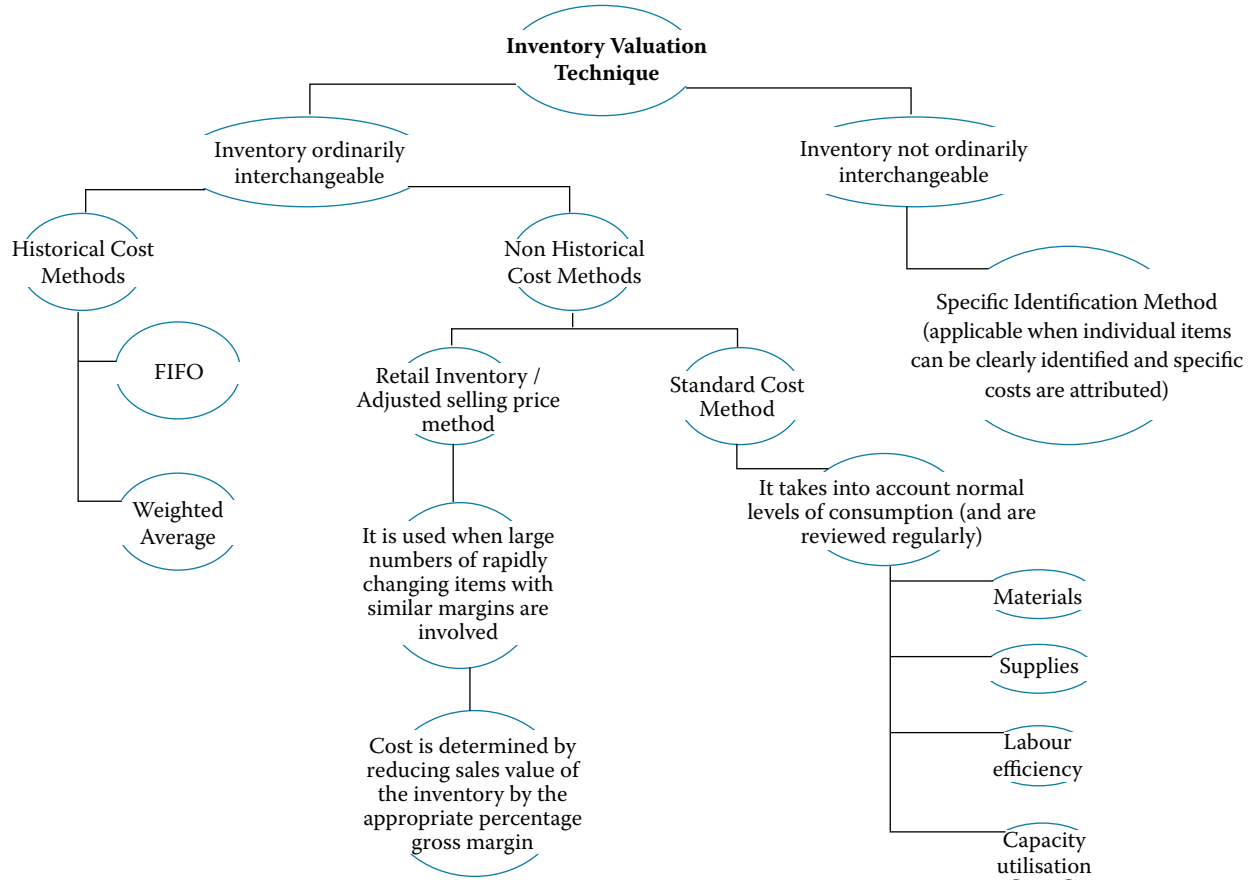 Inventory Valuation
Technique
Inventory ordinarily
interchangeable
Inventory not ordinarily
interchangeable
Historical Cost
Methods
Non Historical
Cost Methods
Specific Identification Method
(applicable when individual items
can be clearly identified and specific
costs are attributed)
FIFO
Weighted
Average
Retail Inventory /
Adjusted selling price
method
Standard Cost
Method
It is used when large
numbers of rapidly
changing items with
similar margins are
involved
It takes into account normal
levels of consumption (and are
reviewed regularly)
Cost is determined by
reducing sales value of
the inventory by the
appropriate percentage
gross margin
Materials
Supplies
Labour
efficiency
Capacity
utilisation